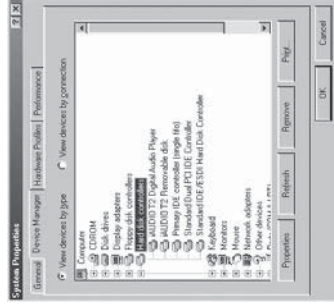 System Properties
General Device Manager Hardware Profiles Performance
View devices by type View devices by connection
Computer
CDROM
Disk drives
Display adapters
Floppy disk controllers
Hard disk controllers
iAUDIO T2 Digital Audio Player
iAUDIO T2 Removable disk
Primary IDE controller (single fifo)
Standard Dual PCI IDE Controller
Standard IDE/ESDI Hard Disk Controller
Keyboard
Monitors
Mouse
Network adapters
Other devices
Properties Refresh Remove Print...
OK Cancel